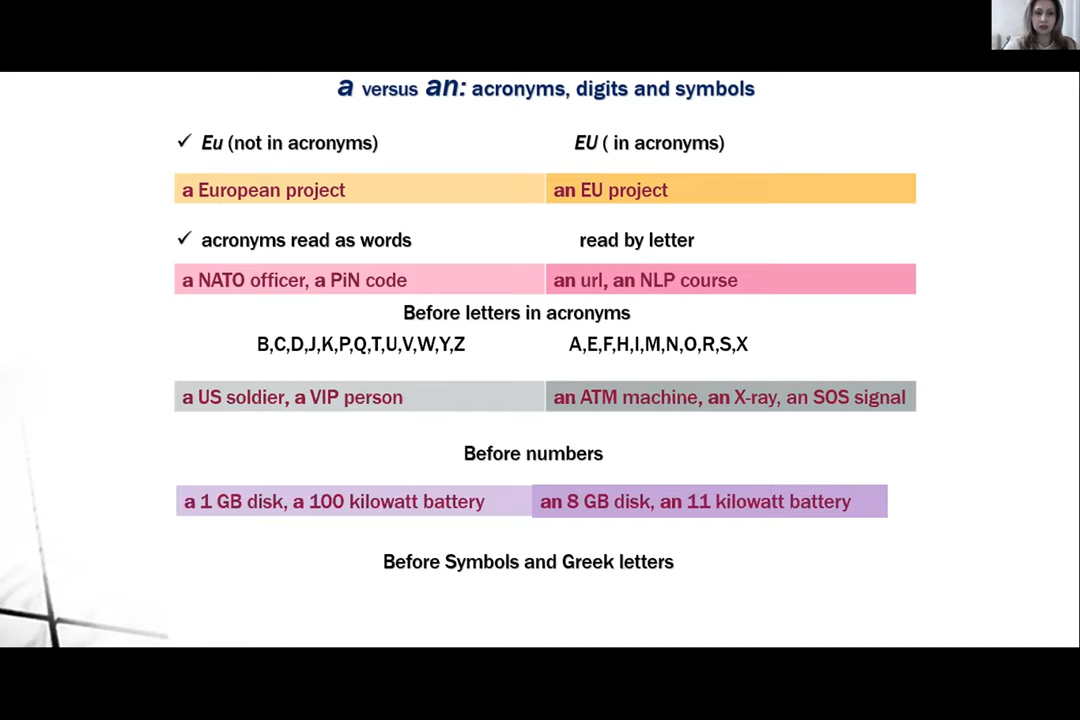 a versus an: acronyms, digits and symbols
✓ Eu (not in acronyms) EU ( in acronyms)
a European project an EU project
✓ acronyms read as words read by letter
a NATO officer, a PiN code an url, an NLP course
Before letters in acronyms
B,C,D,J,K,P,Q,T,U,V,W,Y,Z A,E,F,H,I,M,N,O,R,S,X
a US soldier, a VIP person an ATM machine, an X-ray, an SOS signal
Before numbers
a 1 GB disk, a 100 kilowatt battery an 8 GB disk, an 11 kilowatt battery
Before Symbols and Greek letters